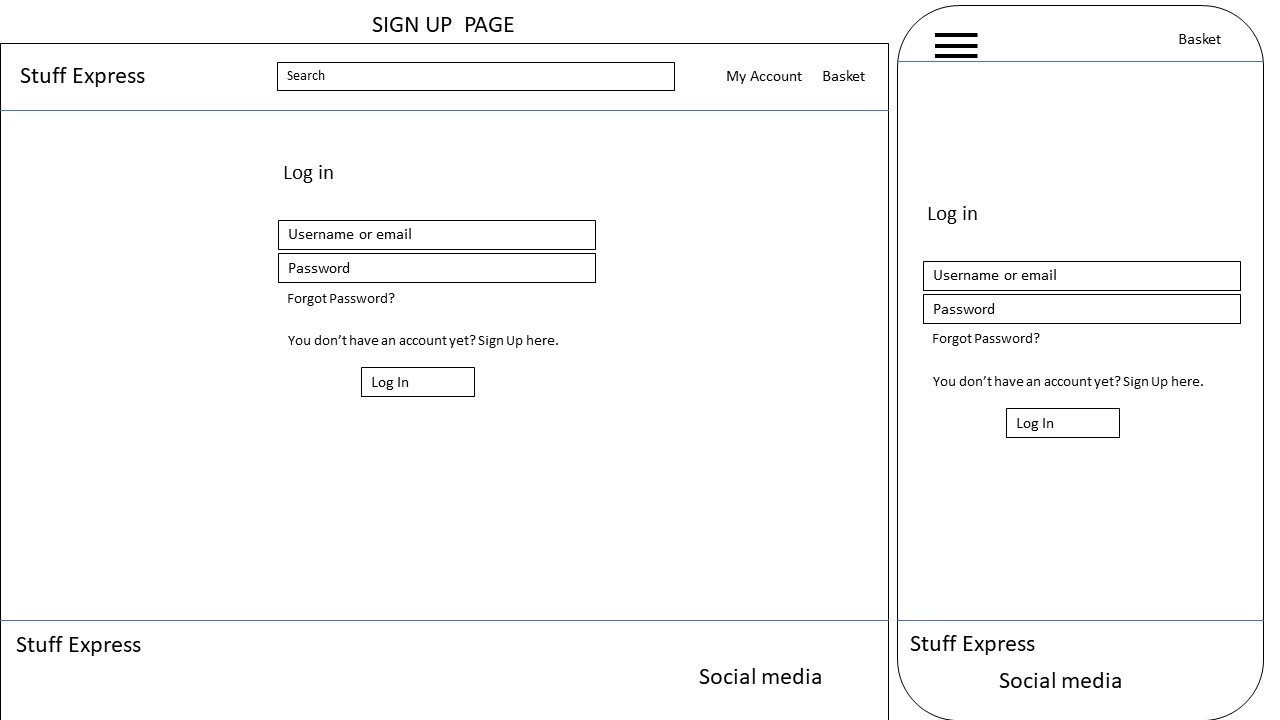 SIGN UP  PAGE
Stuff Express
Search
My Account
Basket
Log in
Username or email
Password
Forgot Password?
You don’t have an account yet? Sign Up here.
Log In
Stuff Express
Social media
Basket
Log in
Username or email
Password
Forgot Password?
You don’t have an account yet? Sign Up here.
Log In
Stuff Express
Social media